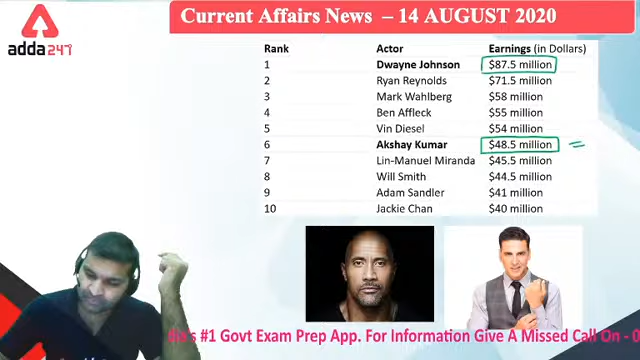 Current Affairs News – 14 AUGUST 2020
adda247
Rank Actor Earnings (in Dollars)
1 Dwayne Johnson $87.5 million
2 Ryan Reynolds $71.5 million
3 Mark Wahlberg $58 million
4 Ben Affleck $55 million
5 Vin Diesel $54 million
6 Akshay Kumar $48.5 million
7 Lin-Manuel Miranda $45.5 million
8 Will Smith $44.5 million
9 Adam Sandler $41 million
10 Jackie Chan $40 million
#1 Govt Exam Prep App. For Information Give A Missed Call On - 0